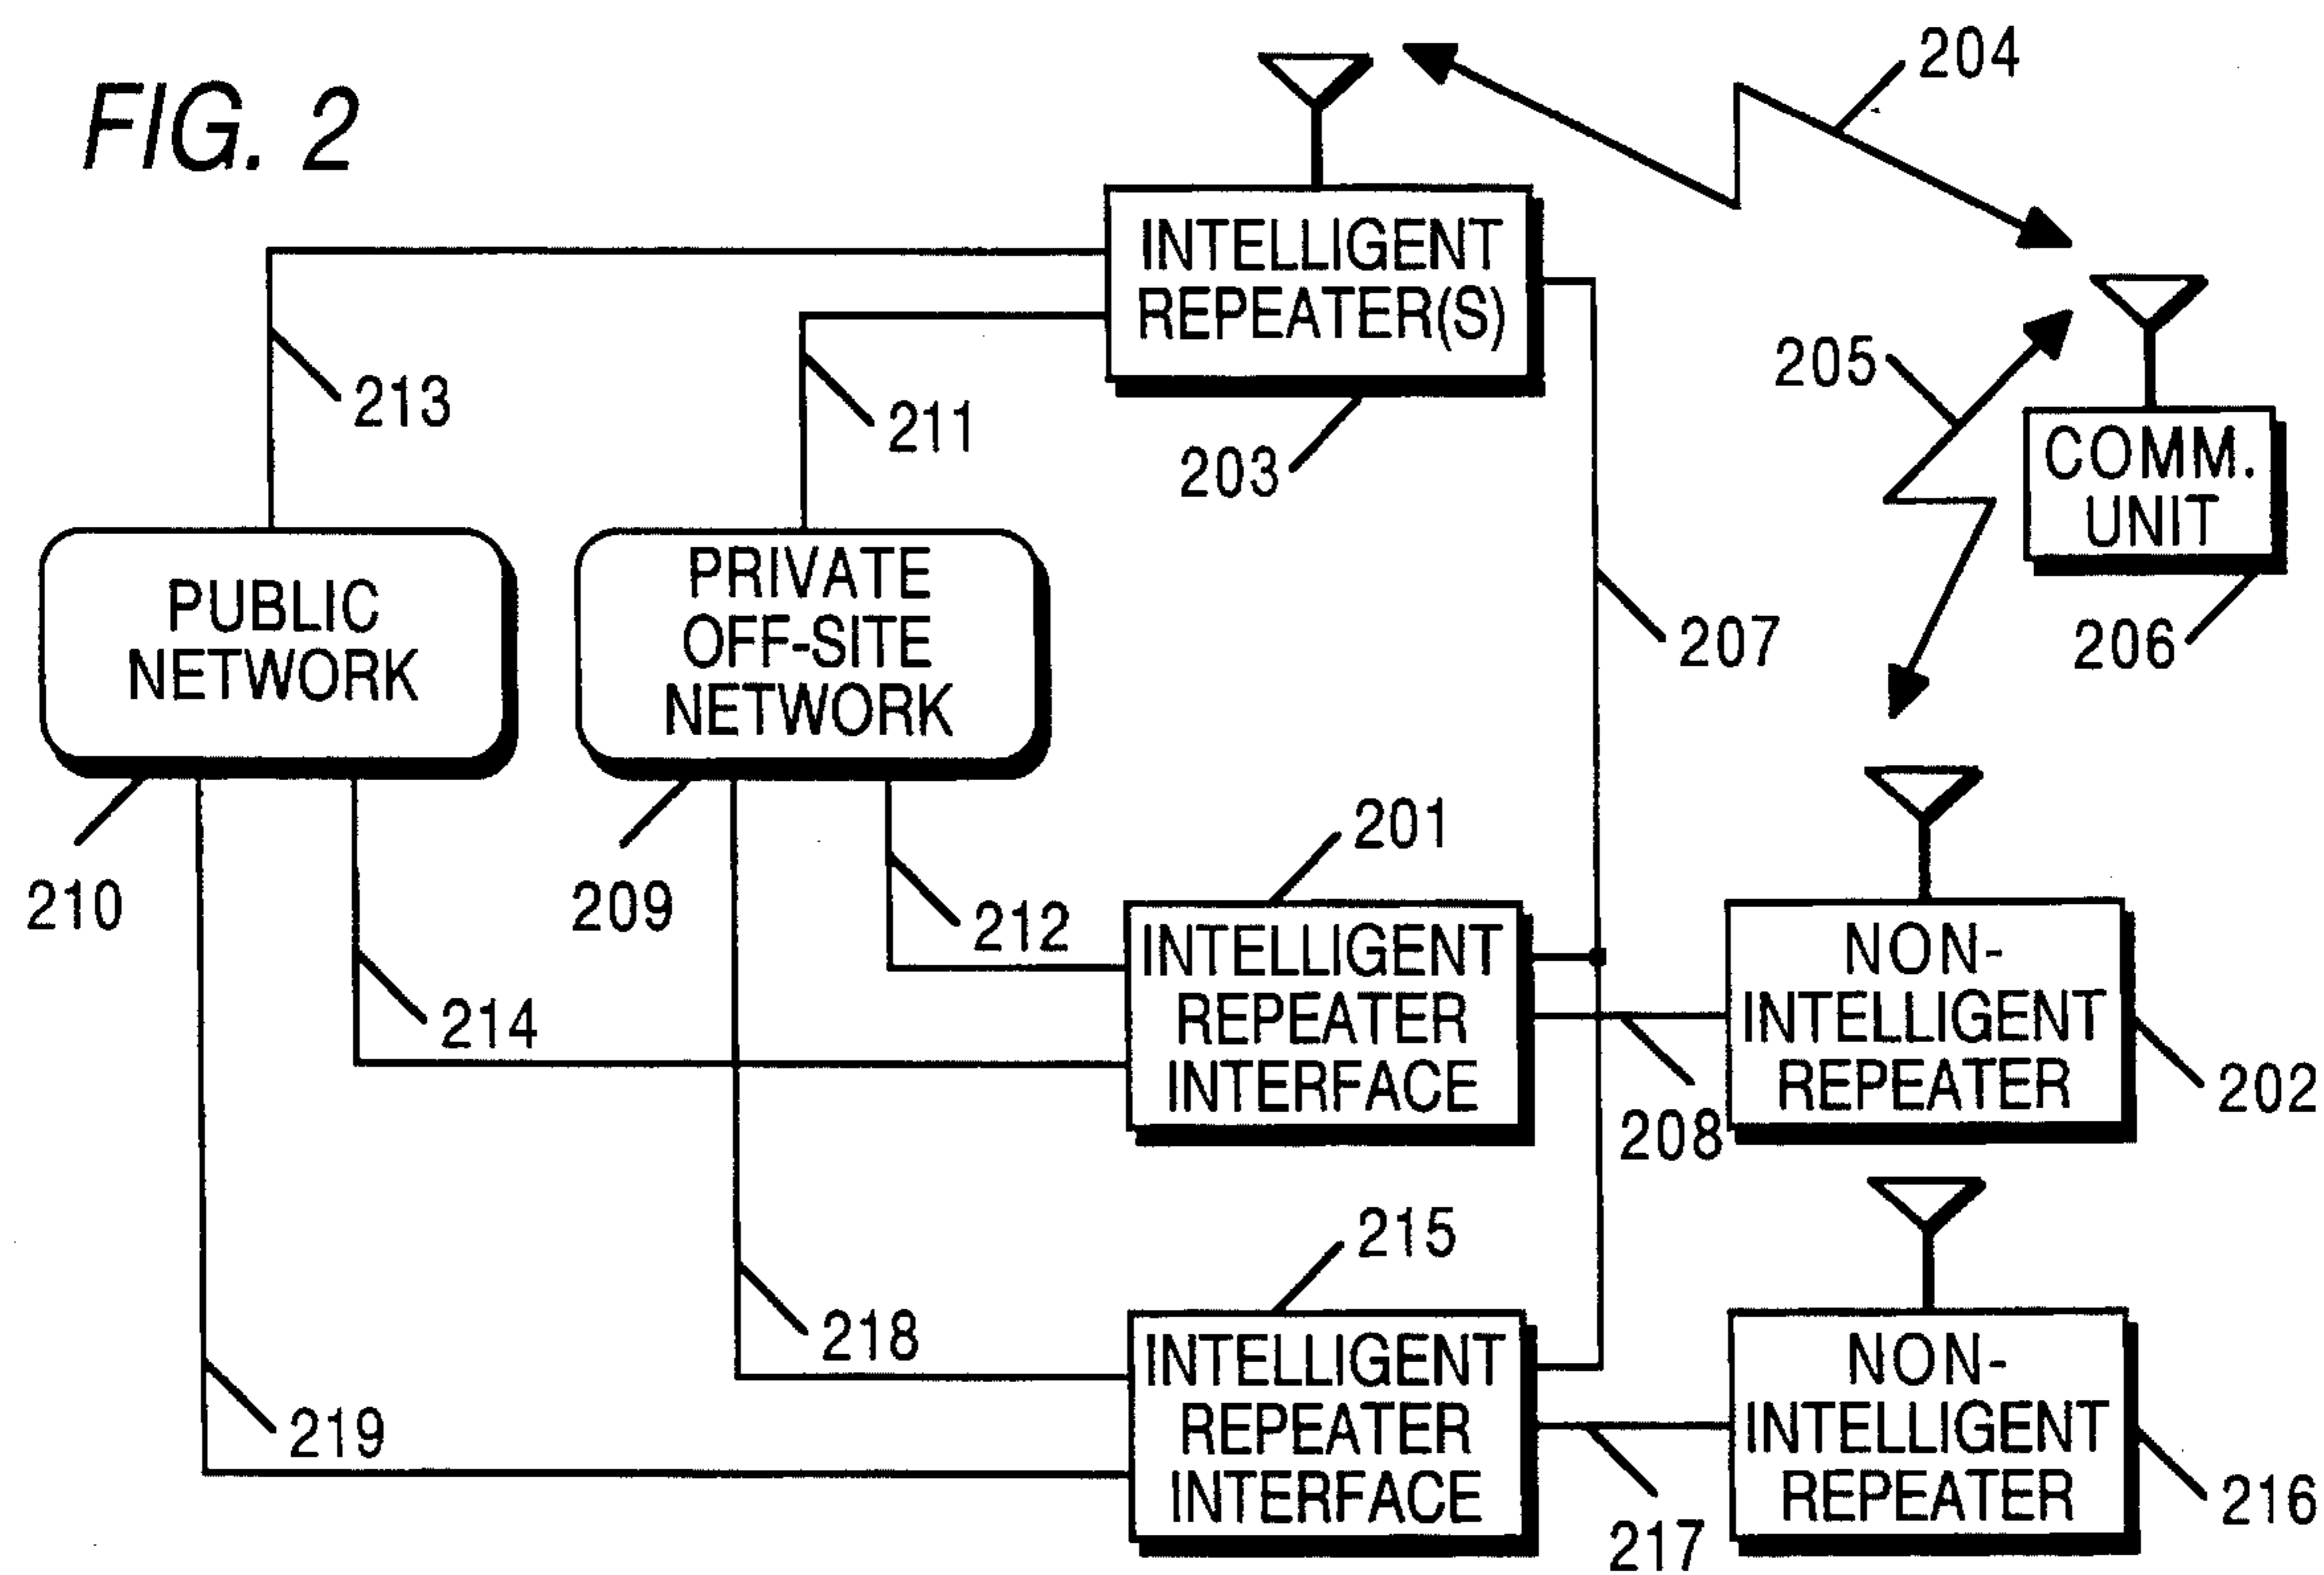 FIG. 2
204
INTELLIGENT
REPEATER(S)
203
213
211
205
COMM.
UNIT
206
207
PUBLIC
NETWORK
210
PRIVATE
OFF-SITE
NETWORK
209
201
212
214
INTELLIGENT
REPEATER
INTERFACE
208
NON-
INTELLIGENT
REPEATER
202
215
218
219
INTELLIGENT
REPEATER
INTERFACE
217
NON-
INTELLIGENT
REPEATER
216